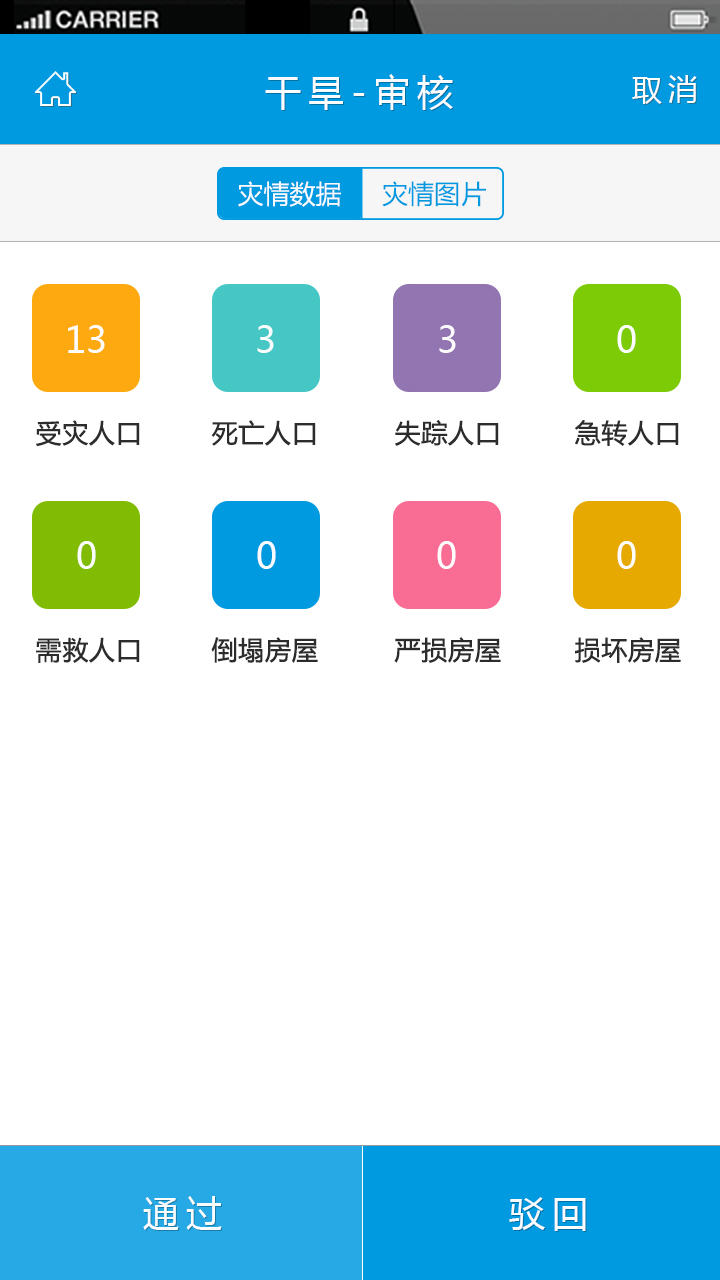 CARRIER
干旱-审核
取消
灾情数据 灾情图片
13 3 3 0
受灾人口 死亡人口 失踪人口 急转人口
0 0 0 0
需救人口 倒塌房屋 严损房屋 损坏房屋
通过 驳回